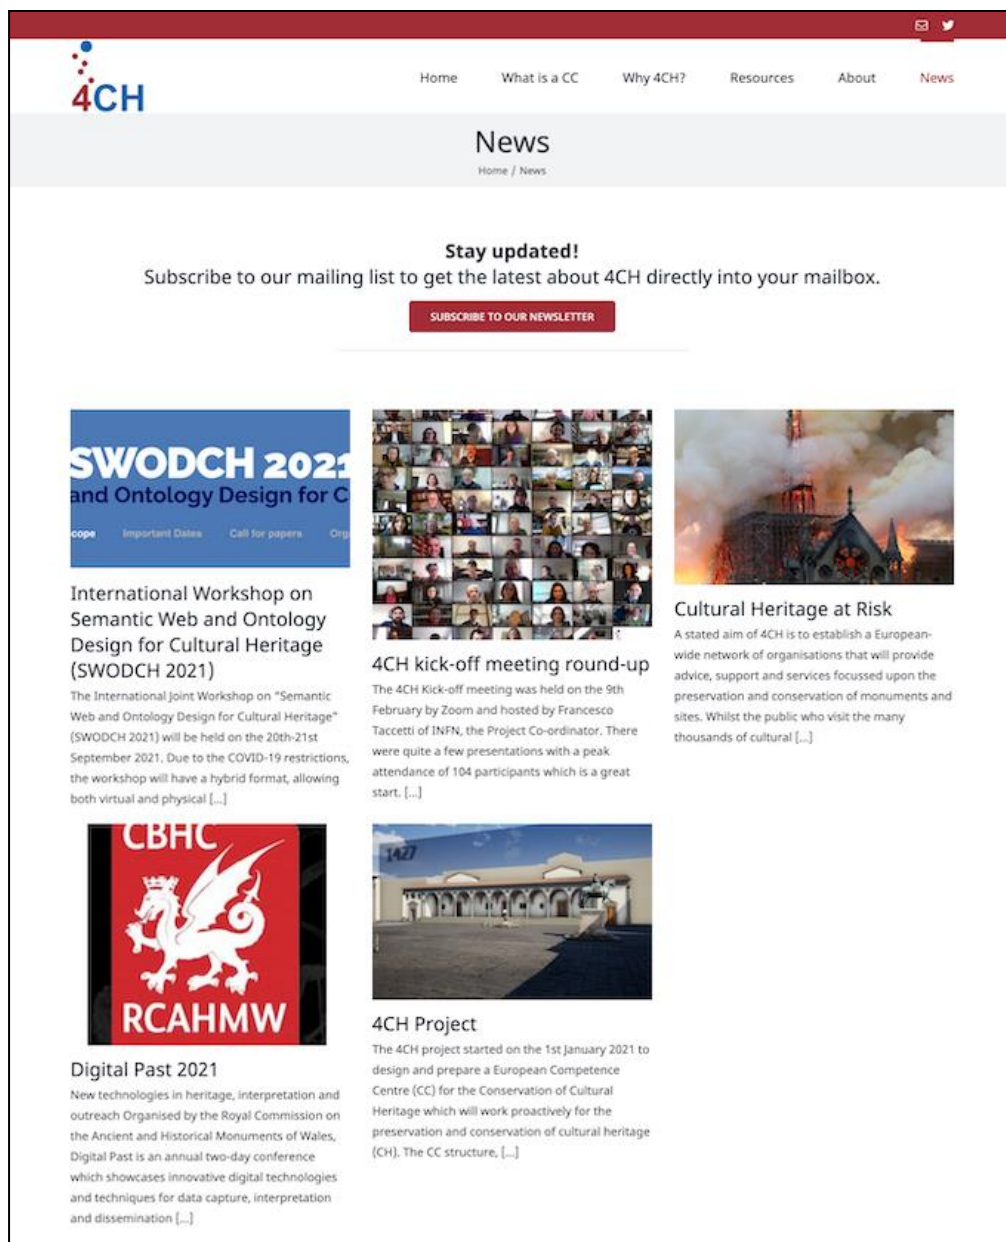 4CH
Home What is a CC Why 4CH? Resources About News
News
Home / News
Stay updated!
Subscribe to our mailing list to get the latest about 4CH directly into your mailbox.
SUBSCRIBE TO OUR NEWSLETTER
SWODCH 2021
and Ontology Design for C
cope Important Dates Call for papers Org
International Workshop on
Semantic Web and Ontology
Design for Cultural Heritage
(SWODCH 2021)
The International Joint Workshop on "Semantic
Web and Ontology Design for Cultural Heritage"
(SWODCH 2021) will be held on the 20th-21st
September 2021. Due to the COVID-19 restrictions,
the workshop will have a hybrid format, allowing
both virtual and physical [...]
4CH kick-off meeting round-up
The 4CH Kick-off meeting was held on the 9th
February by Zoom and hosted by Francesco
Taccetti of INFN, the Project Co-ordinator. There
were quite a few presentations with a peak
attendance of 104 participants which is a great
start. [...]
Cultural Heritage at Risk
A stated aim of 4CH is to establish a European-
wide network of organisations that will provide
advice, support and services focussed upon the
preservation and conservation of monuments and
sites. Whilst the public who visit the many
thousands of cultural [...]
CBHC
RCAHMW
Digital Past 2021
New technologies in heritage, interpretation and
outreach Organised by the Royal Commission on
the Ancient and Historical Monuments of Wales,
Digital Past is an annual two-day conference
which showcases innovative digital technologies
and techniques for data capture, interpretation
and dissemination [...]
1427
4CH Project
The 4CH project started on the 1st January 2021 to
design and prepare a European Competence
Centre (CC) for the Conservation of Cultural
Heritage which will work proactively for the
preservation and conservation of cultural heritage
(CH). The CC structure, [...]